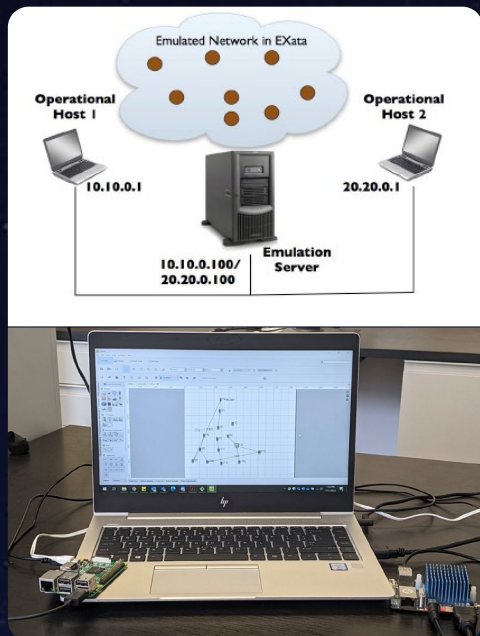 Emulated Network in EXata
Operational
Host 1
Operational
Host 2
10.10.0.1
20.20.0.1
Emulation
Server
10.10.0.100/
20.20.0.100
hp